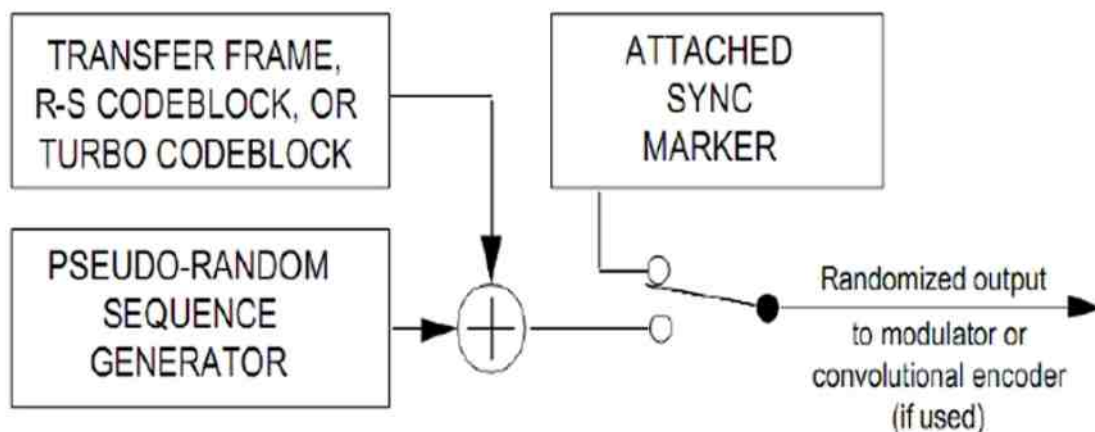 TRANSFER FRAME,
R-S CODEBLOCK, OR
TURBO CODEBLOCK
ATTACHED
SYNC
MARKER
PSEUDO-RANDOM
SEQUENCE
GENERATOR
Randomized output
to modulator or
convolutional encoder
(if used)